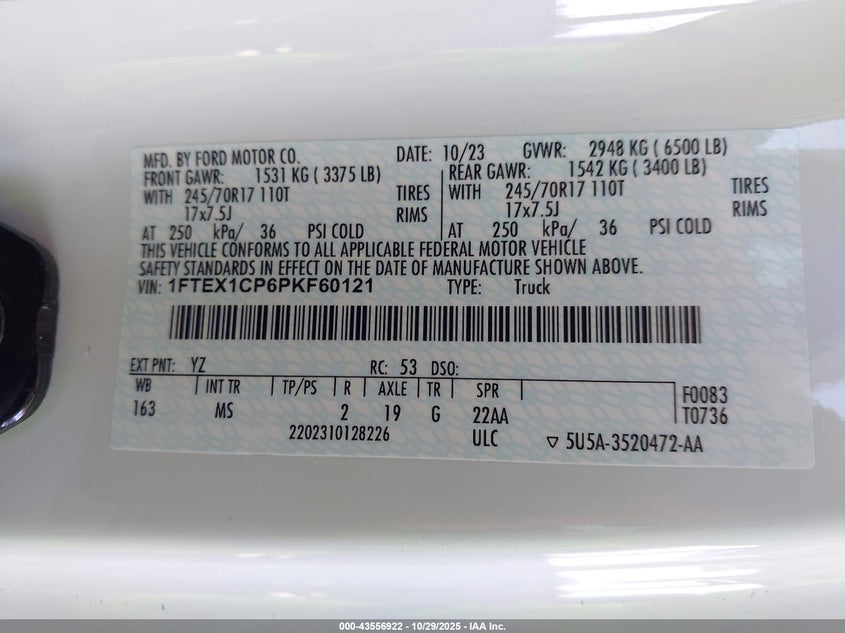 MFD. BY FORD MOTOR CO. DATE: 10/23 GVWR: 2948 KG ( 6500 LB)
FRONT GAWR: 1531 KG ( 3375 LB) REAR GAWR: 1542 KG ( 3400 LB)
WITH 245/70R17 110T TIRES WITH 245/70R17 110T TIRES
17x7.5J RIMS 17x7.5J RIMS
AT 250 kPa/ 36 PSI COLD AT 250 kPa/ 36 PSI COLD
THIS VEHICLE CONFORMS TO ALL APPLICABLE FEDERAL MOTOR VEHICLE
SAFETY STANDARDS IN EFFECT ON THE DATE OF MANUFACTURE SHOWN ABOVE.
VIN: 1FTEX1CP6PKF60121 TYPE: Truck
EXT PNT: YZ RC: 53 DSO:
WB INT TR TP/PS R AXLE TR SPR F0083
163 MS 2 19 G 22AA T0736
2202310128226 ULC ▽ 5U5A-3520472-AA
000-43556922 - 10/29/2025 - IAA Inc.